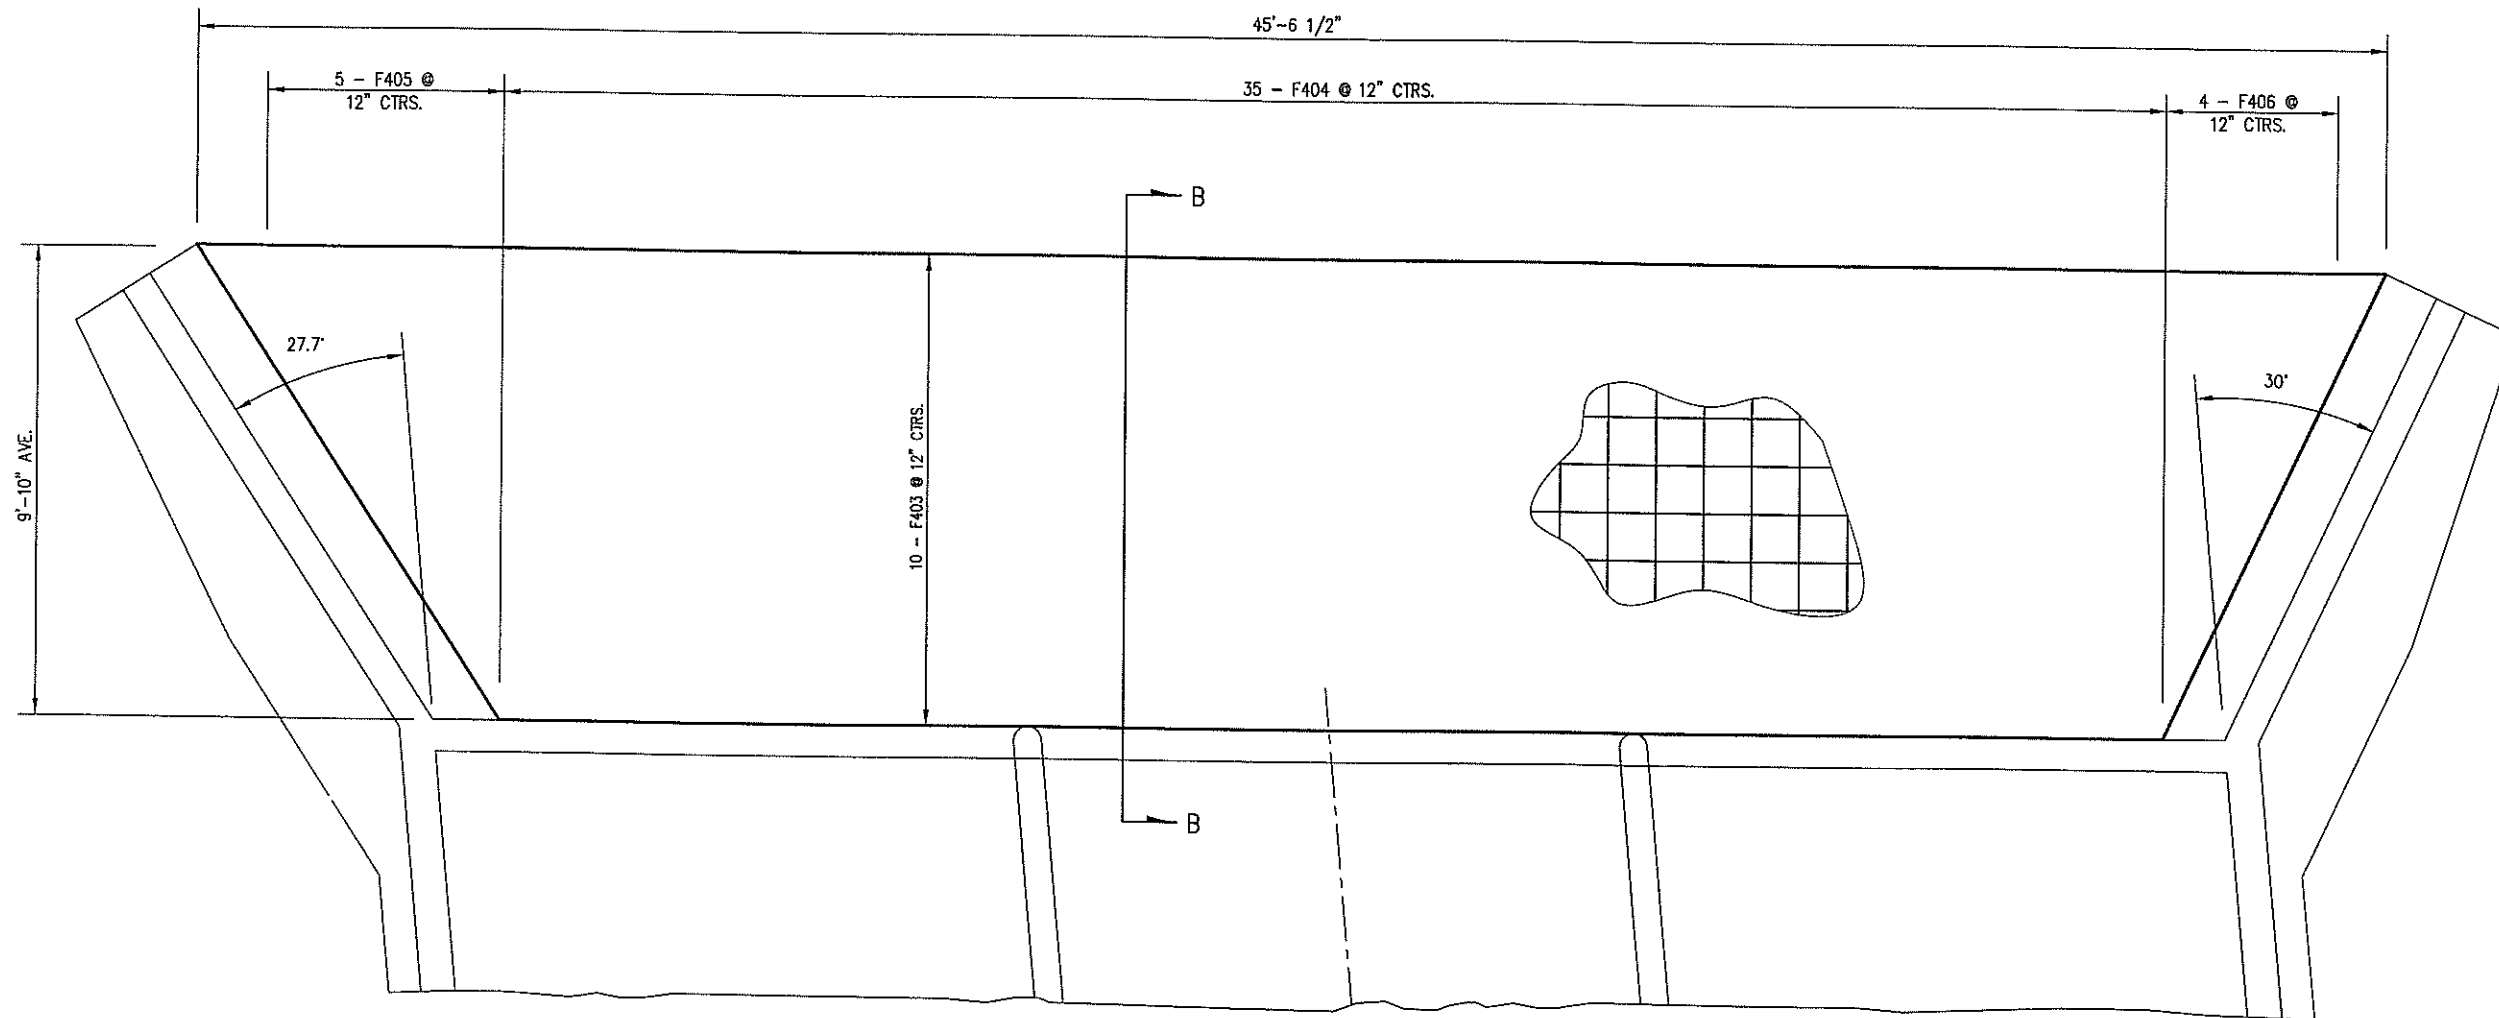 45'~6 1/2"
5 - F405 @
12" CTRS.
35 - F404 @ 12" CTRS.
4 - F406 @
12" CTRS.
B
27.7°
30°
9'-10" AVE.
10 - F403 @ 12" CTRS.
B